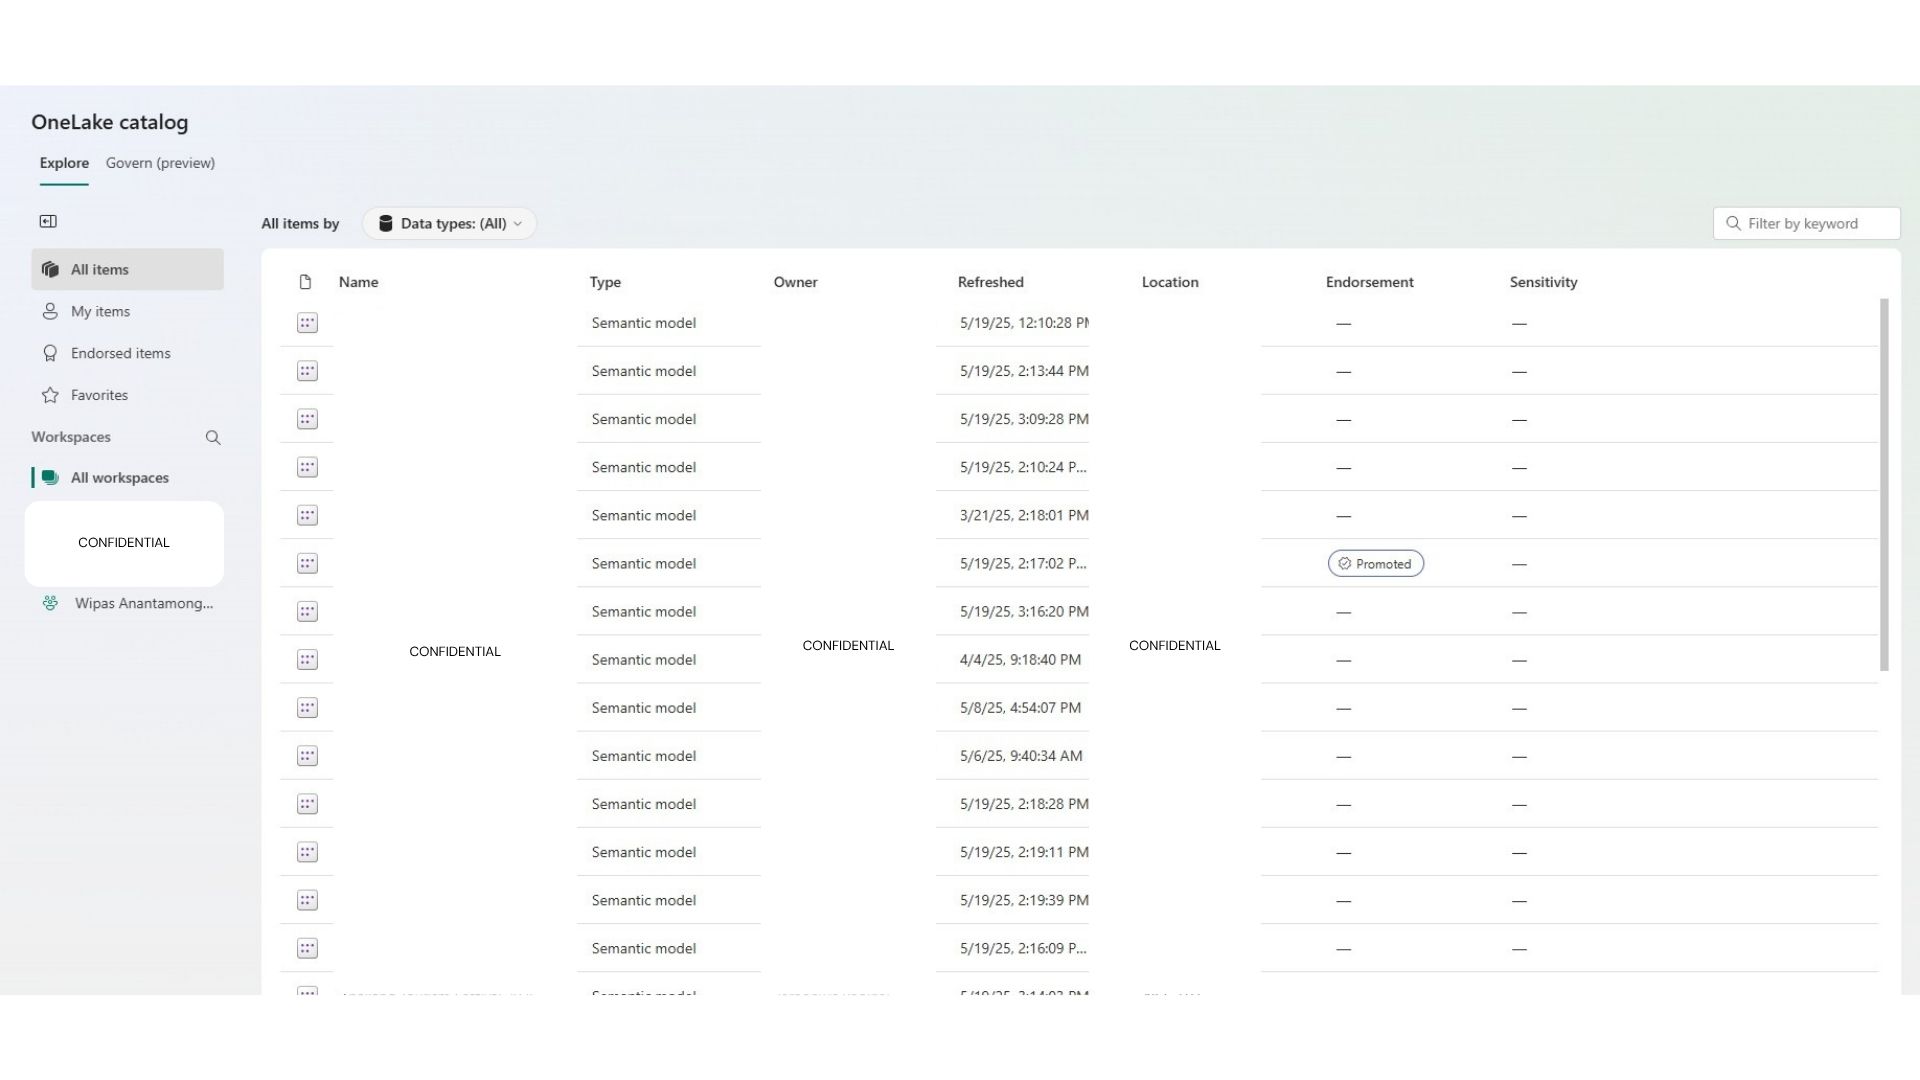 OneLake catalog
Explore Govern (preview)
All items by Data types: (All) Filter by keyword
All items
My items
Endorsed items
Favorites
Workspaces
All workspaces
CONFIDENTIAL
Wipas Anantamong...
Name Type Owner Refreshed Location Endorsement Sensitivity
Semantic model 5/19/25, 12:10:28 PM — —
Semantic model 5/19/25, 2:13:44 PM — —
Semantic model 5/19/25, 3:09:28 PM — —
Semantic model 5/19/25, 2:10:24 P... — —
Semantic model 3/21/25, 2:18:01 PM — —
Semantic model 5/19/25, 2:17:02 P... Promoted —
Semantic model 5/19/25, 3:16:20 PM — —
CONFIDENTIAL CONFIDENTIAL CONFIDENTIAL
Semantic model 4/4/25, 9:18:40 PM — —
Semantic model 5/8/25, 4:54:07 PM — —
Semantic model 5/6/25, 9:40:34 AM — —
Semantic model 5/19/25, 2:18:28 PM — —
Semantic model 5/19/25, 2:19:11 PM — —
Semantic model 5/19/25, 2:19:39 PM — —
Semantic model 5/19/25, 2:16:09 P... — —
Semantic model 5/19/25, 3:14:03 PM